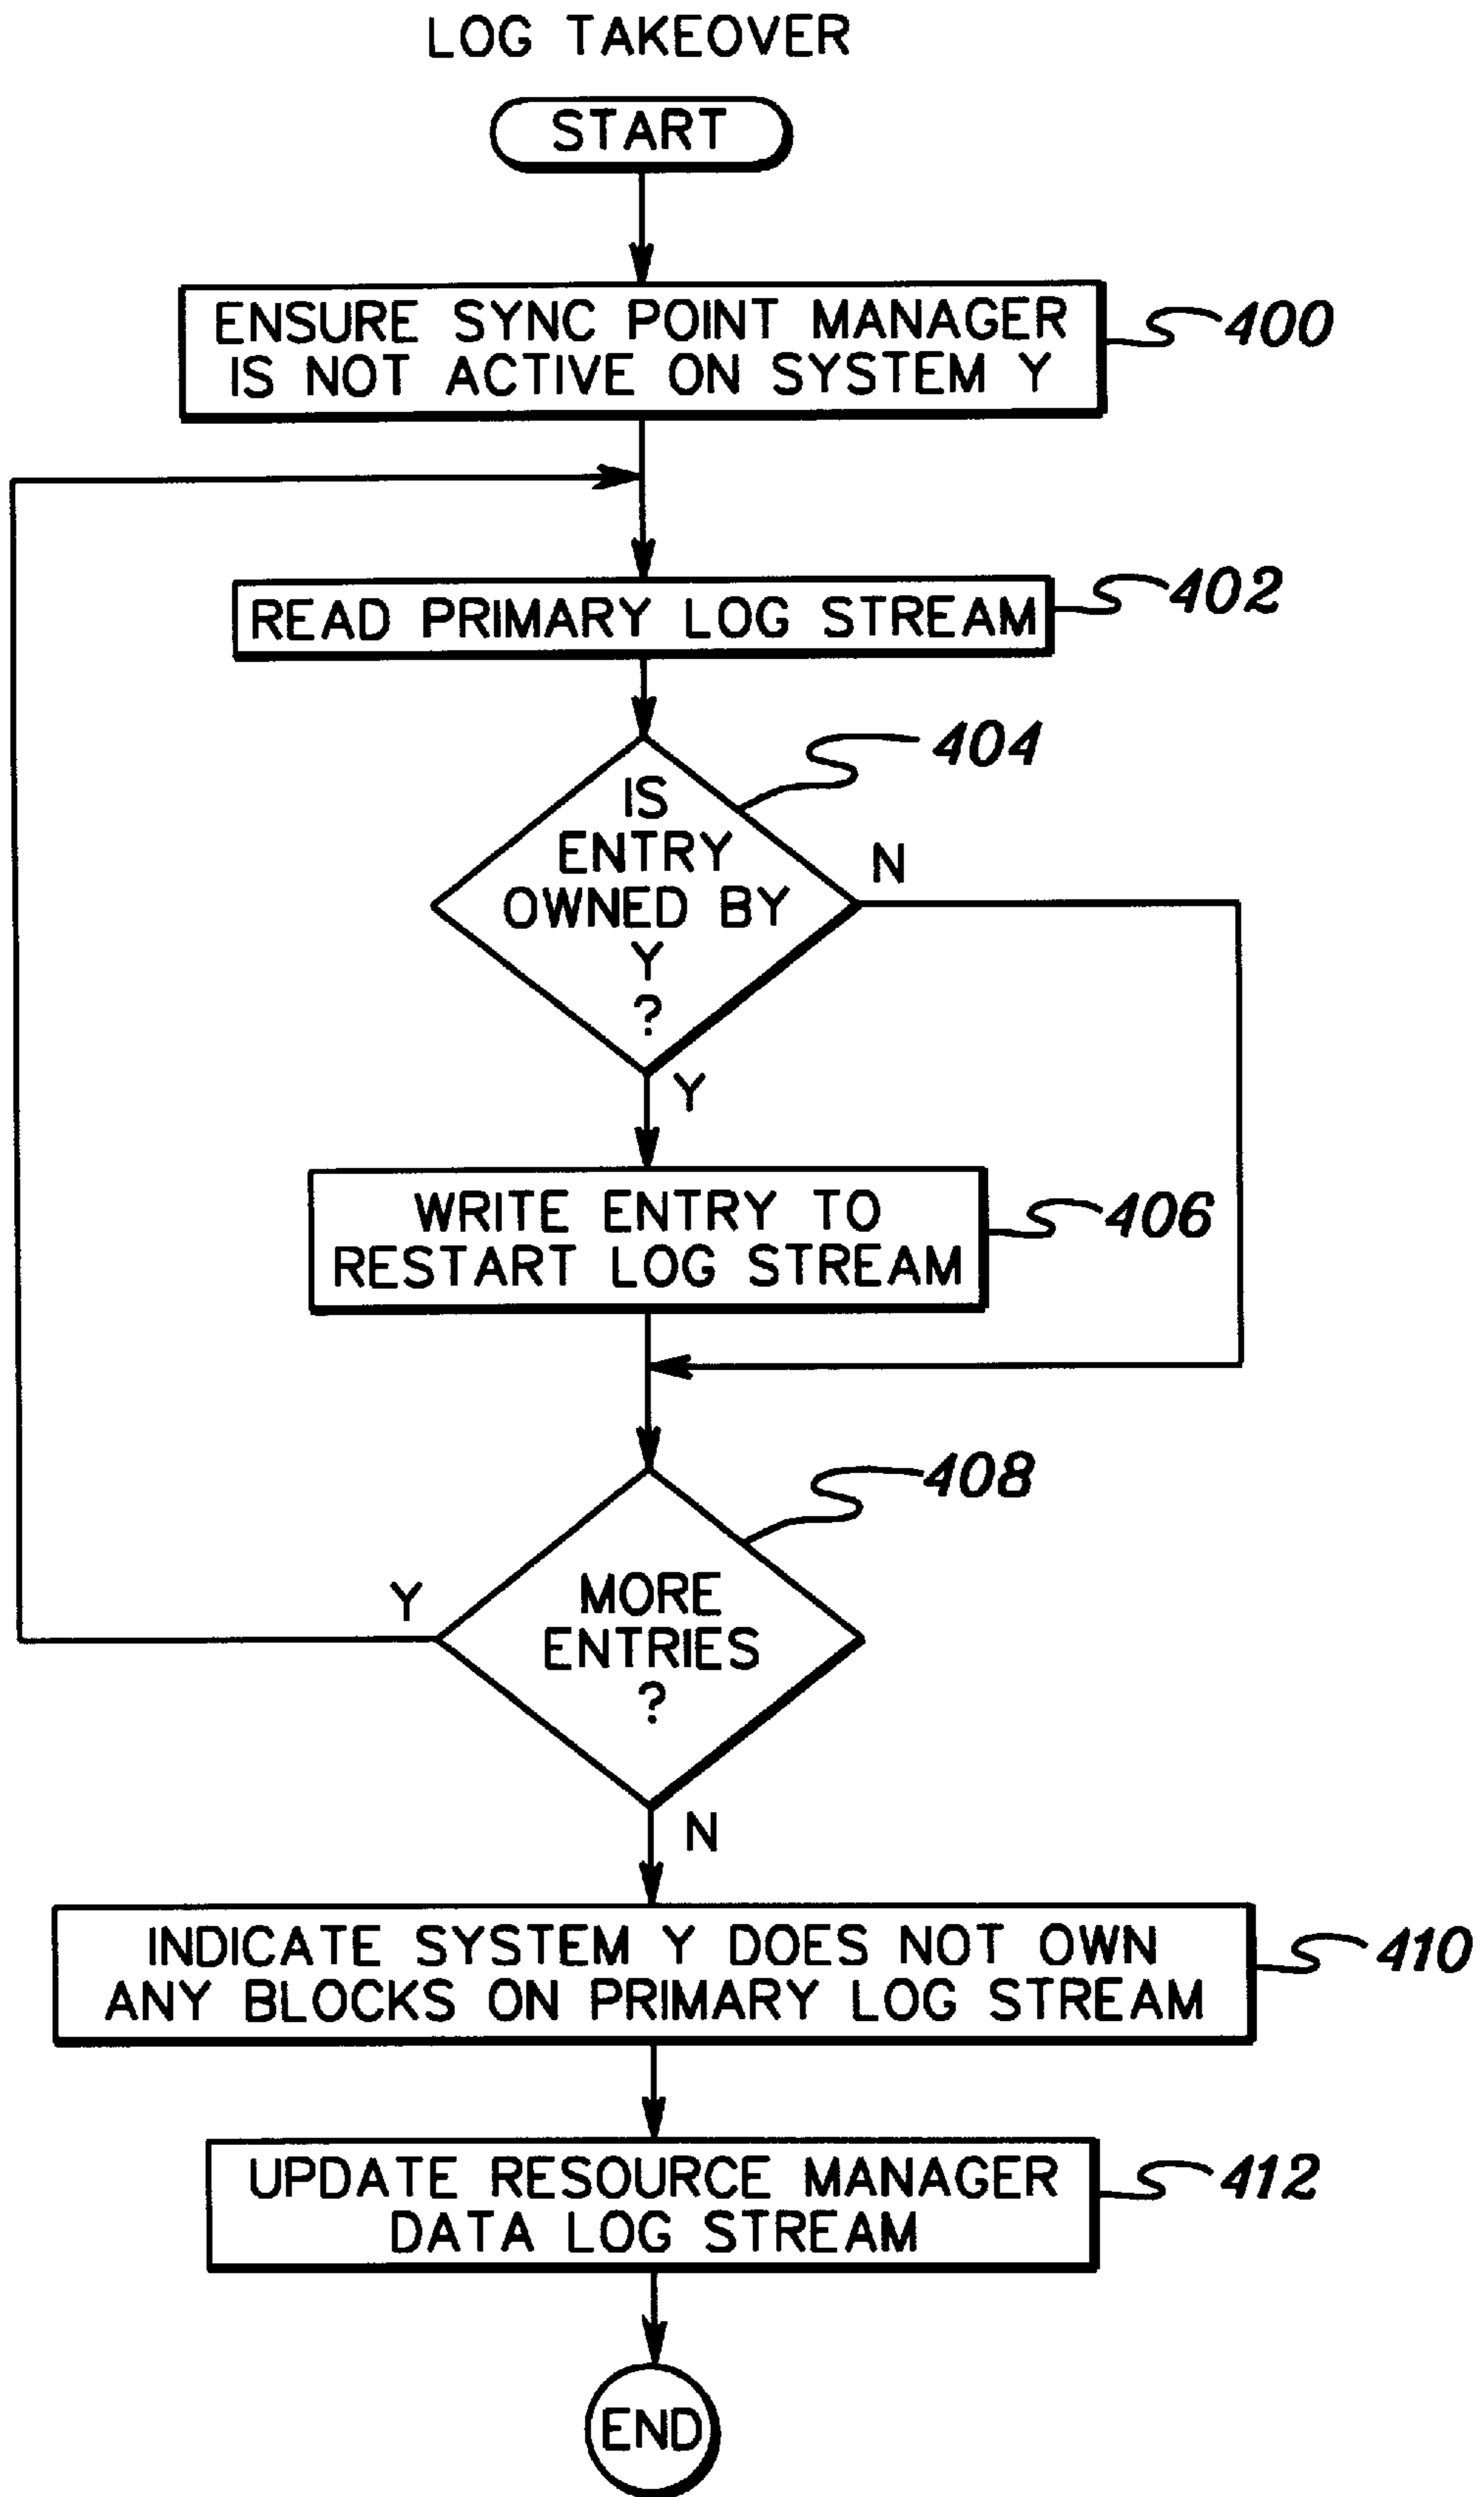 LOG TAKEOVER
START
ENSURE SYNC POINT MANAGER
IS NOT ACTIVE ON SYSTEM Y
400
READ PRIMARY LOG STREAM
402
404
IS
ENTRY
OWNED BY
Y
?
N
Y
WRITE ENTRY TO
RESTART LOG STREAM
406
408
MORE
ENTRIES
?
Y
N
INDICATE SYSTEM Y DOES NOT OWN
ANY BLOCKS ON PRIMARY LOG STREAM
410
UPDATE RESOURCE MANAGER
DATA LOG STREAM
412
END